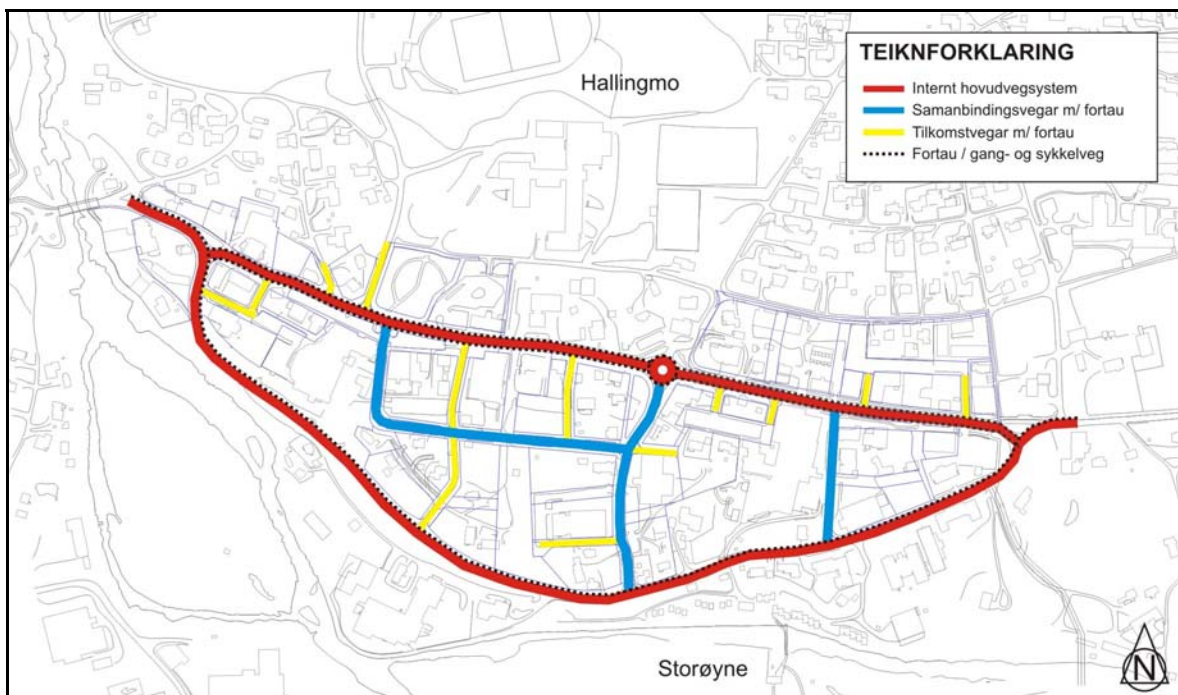 TEIKNFORKLARING
Internt hovudvegsystem
Samanbindingsvegar m/ fortau
Tilkomstvegar m/ fortau
Fortau / gang- og sykkelveg
Hallingmo
Storøyne
N